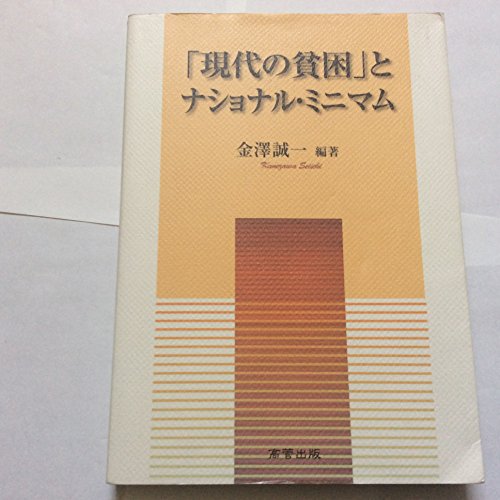 「現代の貧困」と
ナショナル・ミニマム
金澤誠一 編著
Kanezawa Seiichi
高菅出版